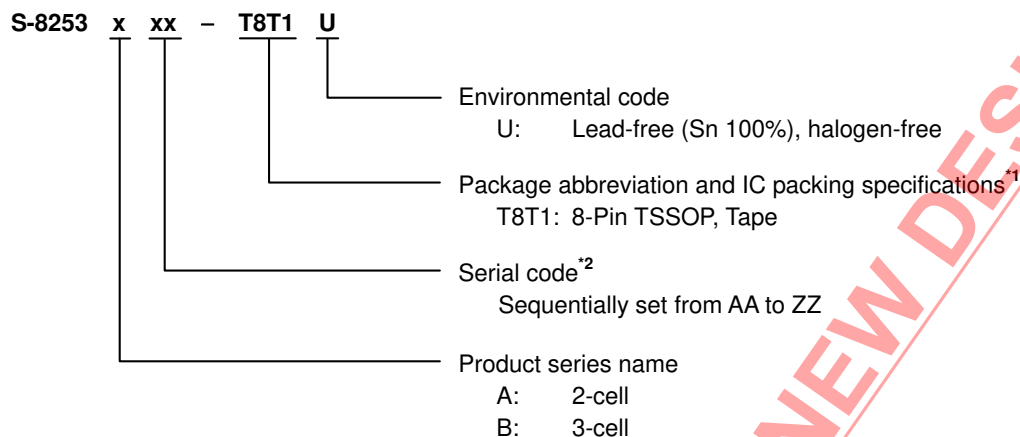 S-8253 x xx – T8T1 U
Environmental code
U: Lead-free (Sn 100%), halogen-free
Package abbreviation and IC packing specifications*1
T8T1: 8-Pin TSSOP, Tape
Serial code*2
Sequentially set from AA to ZZ
Product series name
A: 2-cell
B: 3-cell
NEW